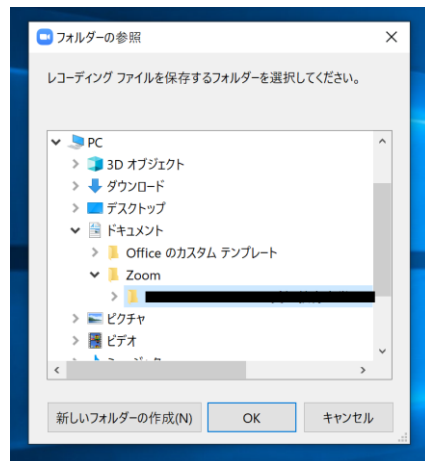 フォルダーの参照
レコーディング ファイルを保存するフォルダーを選択してください。
PC
3D オブジェクト
ダウンロード
デスクトップ
ドキュメント
Office のカスタム テンプレート
Zoom
ピクチャ
ビデオ
新しいフォルダーの作成(N)
OK
キャンセル